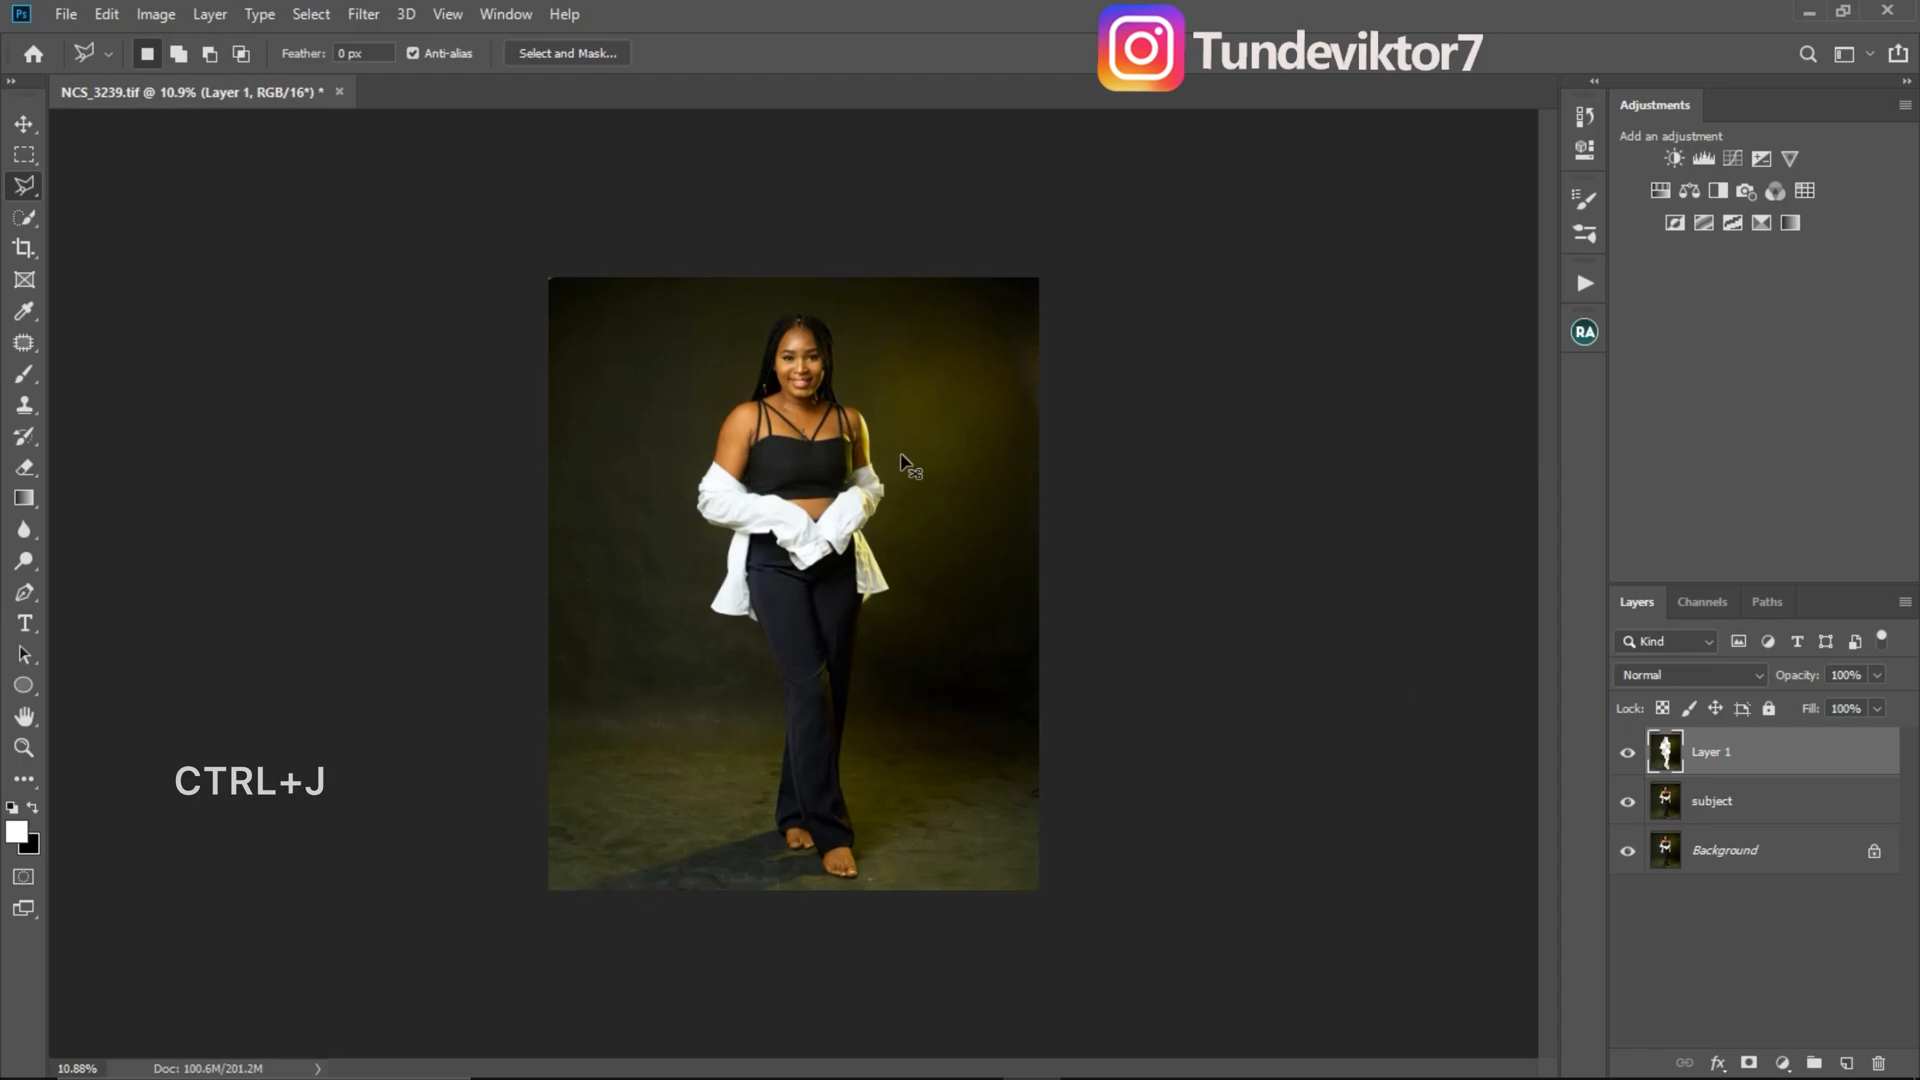 Ps File Edit Image Layer Type Select Filter 3D View Window Help
Feather: 0 px Anti-alias Select and Mask...
Tundeviktor7
NCS_3239.tif @ 10.9% (Layer 1, RGB/16*) *
Adjustments
Add an adjustment
RA
Layers Channels Paths
Kind
Normal Opacity: 100%
Lock: Fill: 100%
Layer 1
subject
Background
CTRL+J
10.88% Doc: 100.6M/201.2M